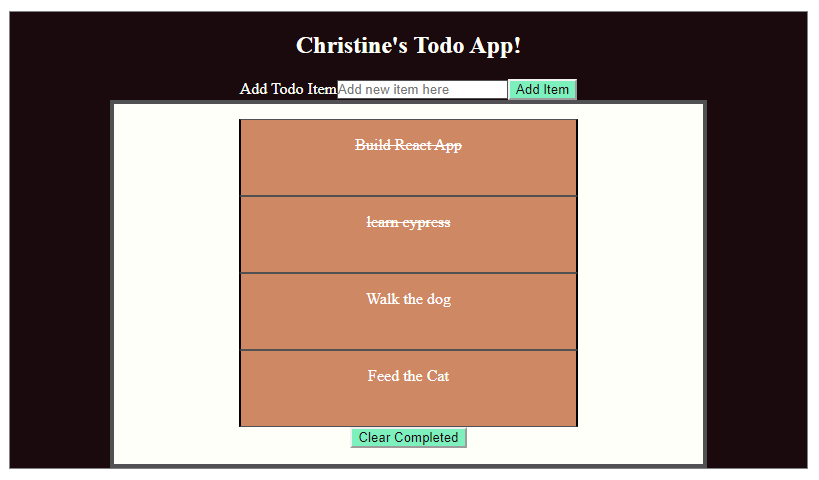 Christine's Todo App!
Add Todo Item Add new item here Add Item
Build React App
learn cypress
Walk the dog
Feed the Cat
Clear Completed